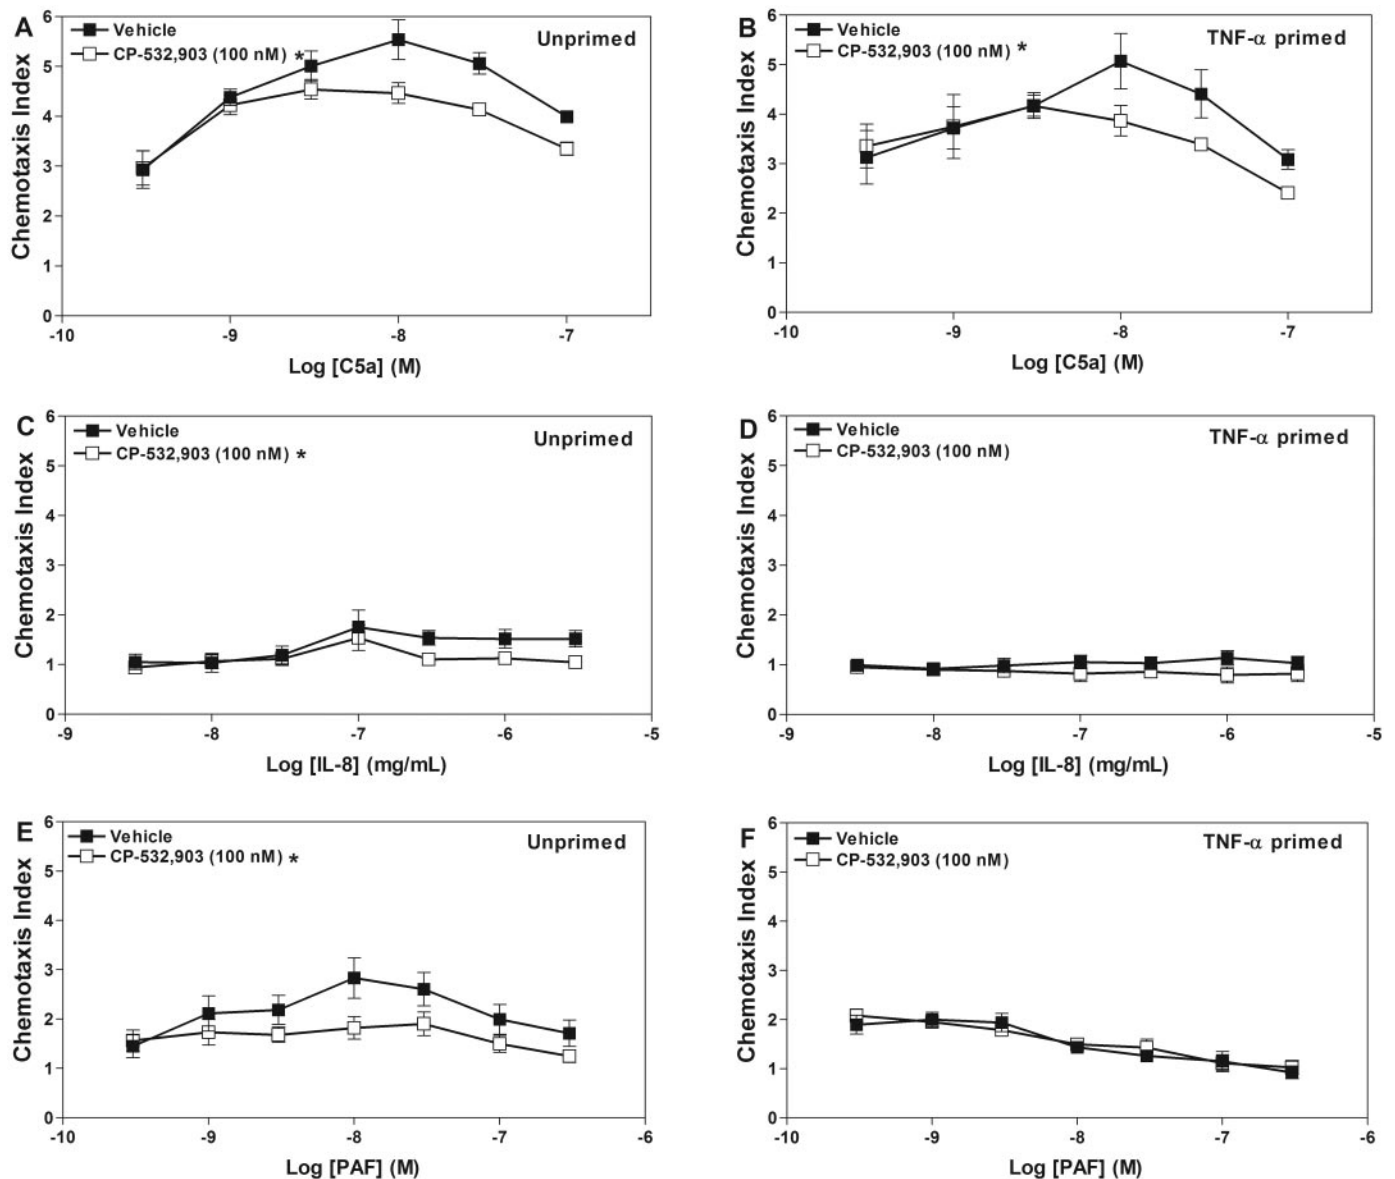 A
Vehicle
CP-532,903 (100 nM) *
Unprimed
Chemotaxis Index
6
5
4
3
2
1
0
-10
-9
-8
-7
Log [C5a] (M)
B
Vehicle
CP-532,903 (100 nM) *
TNF-α primed
Chemotaxis Index
6
5
4
3
2
1
0
-10
-9
-8
-7
Log [C5a] (M)
C
Vehicle
CP-532,903 (100 nM) *
Unprimed
Chemotaxis Index
6
5
4
3
2
1
0
-9
-8
-7
-6
-5
Log [IL-8] (mg/mL)
D
Vehicle
CP-532,903 (100 nM)
TNF-α primed
Chemotaxis Index
6
5
4
3
2
1
0
-9
-8
-7
-6
-5
Log [IL-8] (mg/mL)
E
Vehicle
CP-532,903 (100 nM) *
Unprimed
Chemotaxis Index
6
5
4
3
2
1
0
-10
-9
-8
-7
-6
Log [PAF] (M)
F
Vehicle
CP-532,903 (100 nM)
TNF-α primed
Chemotaxis Index
6
5
4
3
2
1
0
-10
-9
-8
-7
-6
Log [PAF] (M)